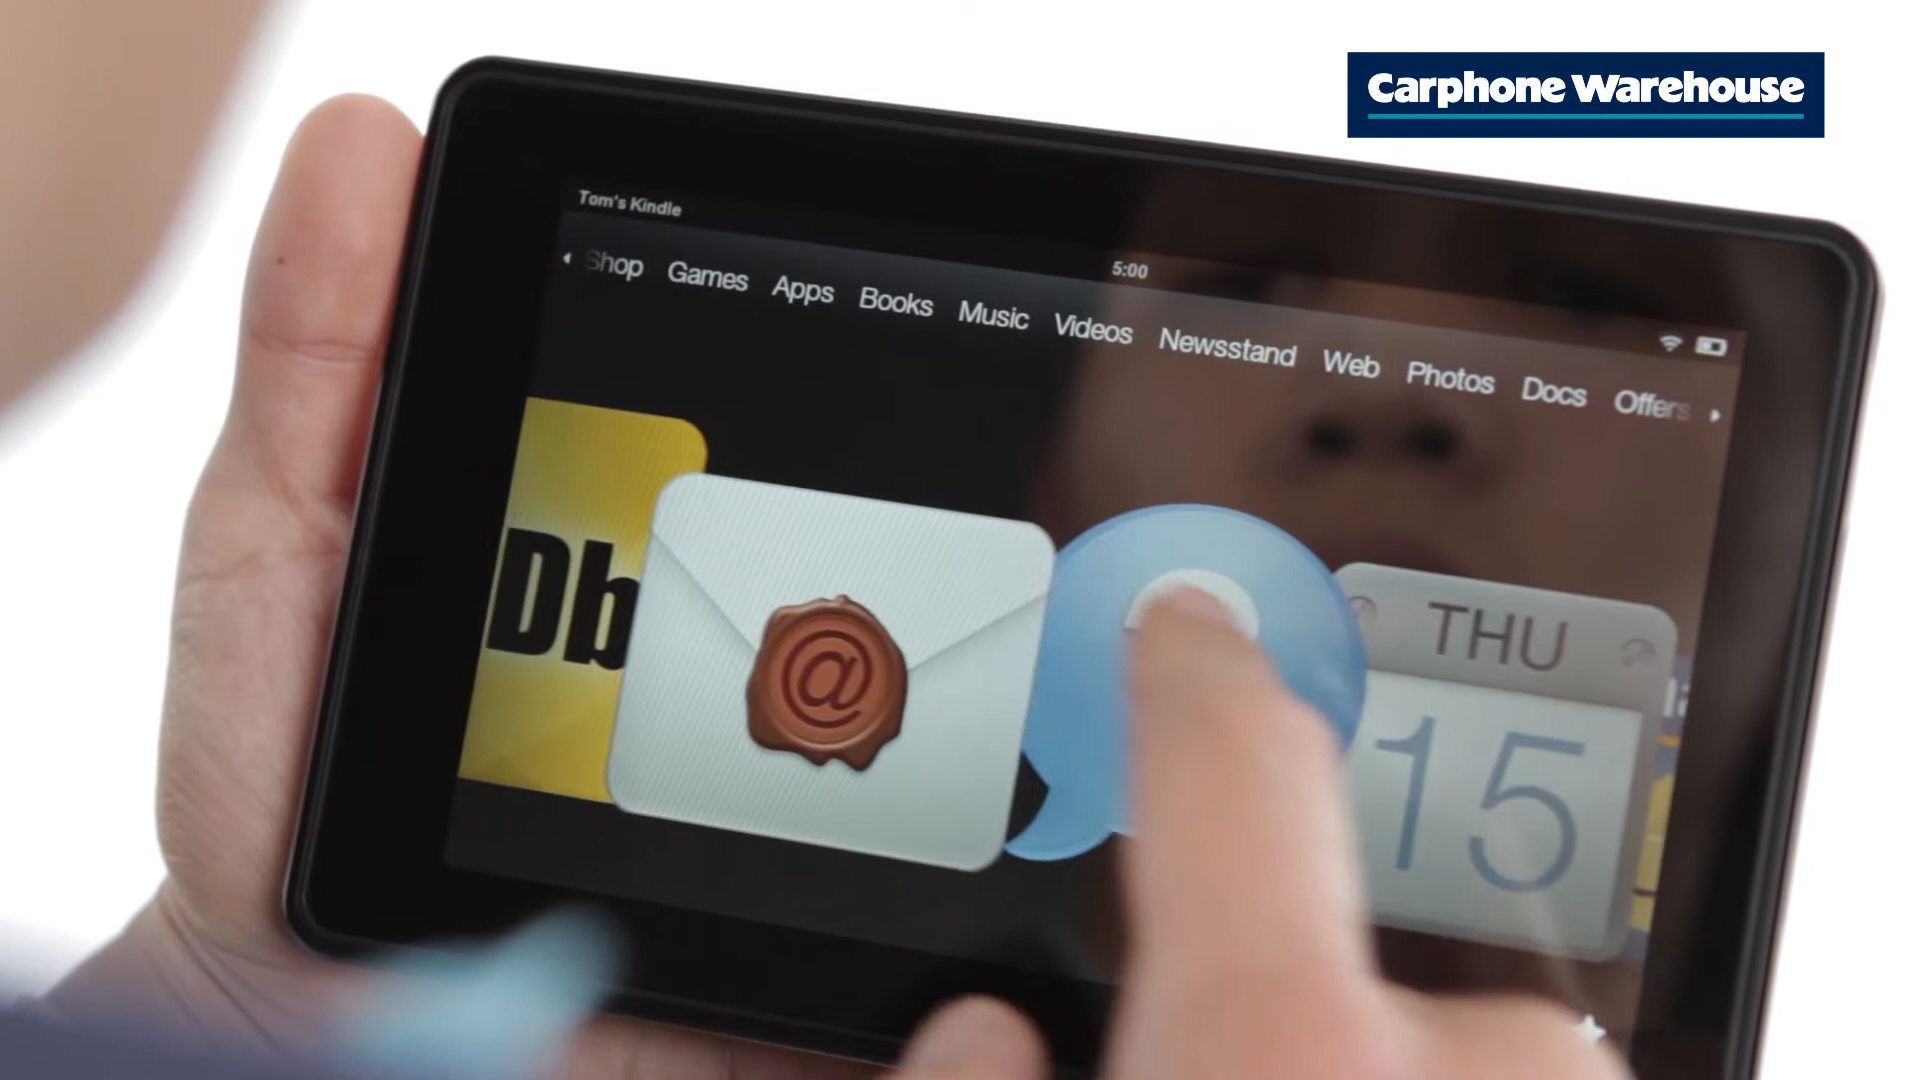 Carphone Warehouse
Tom's Kindle
5:00
Shop Games Apps Books Music Videos Newsstand Web Photos Docs Offers
Db
@
THU
15